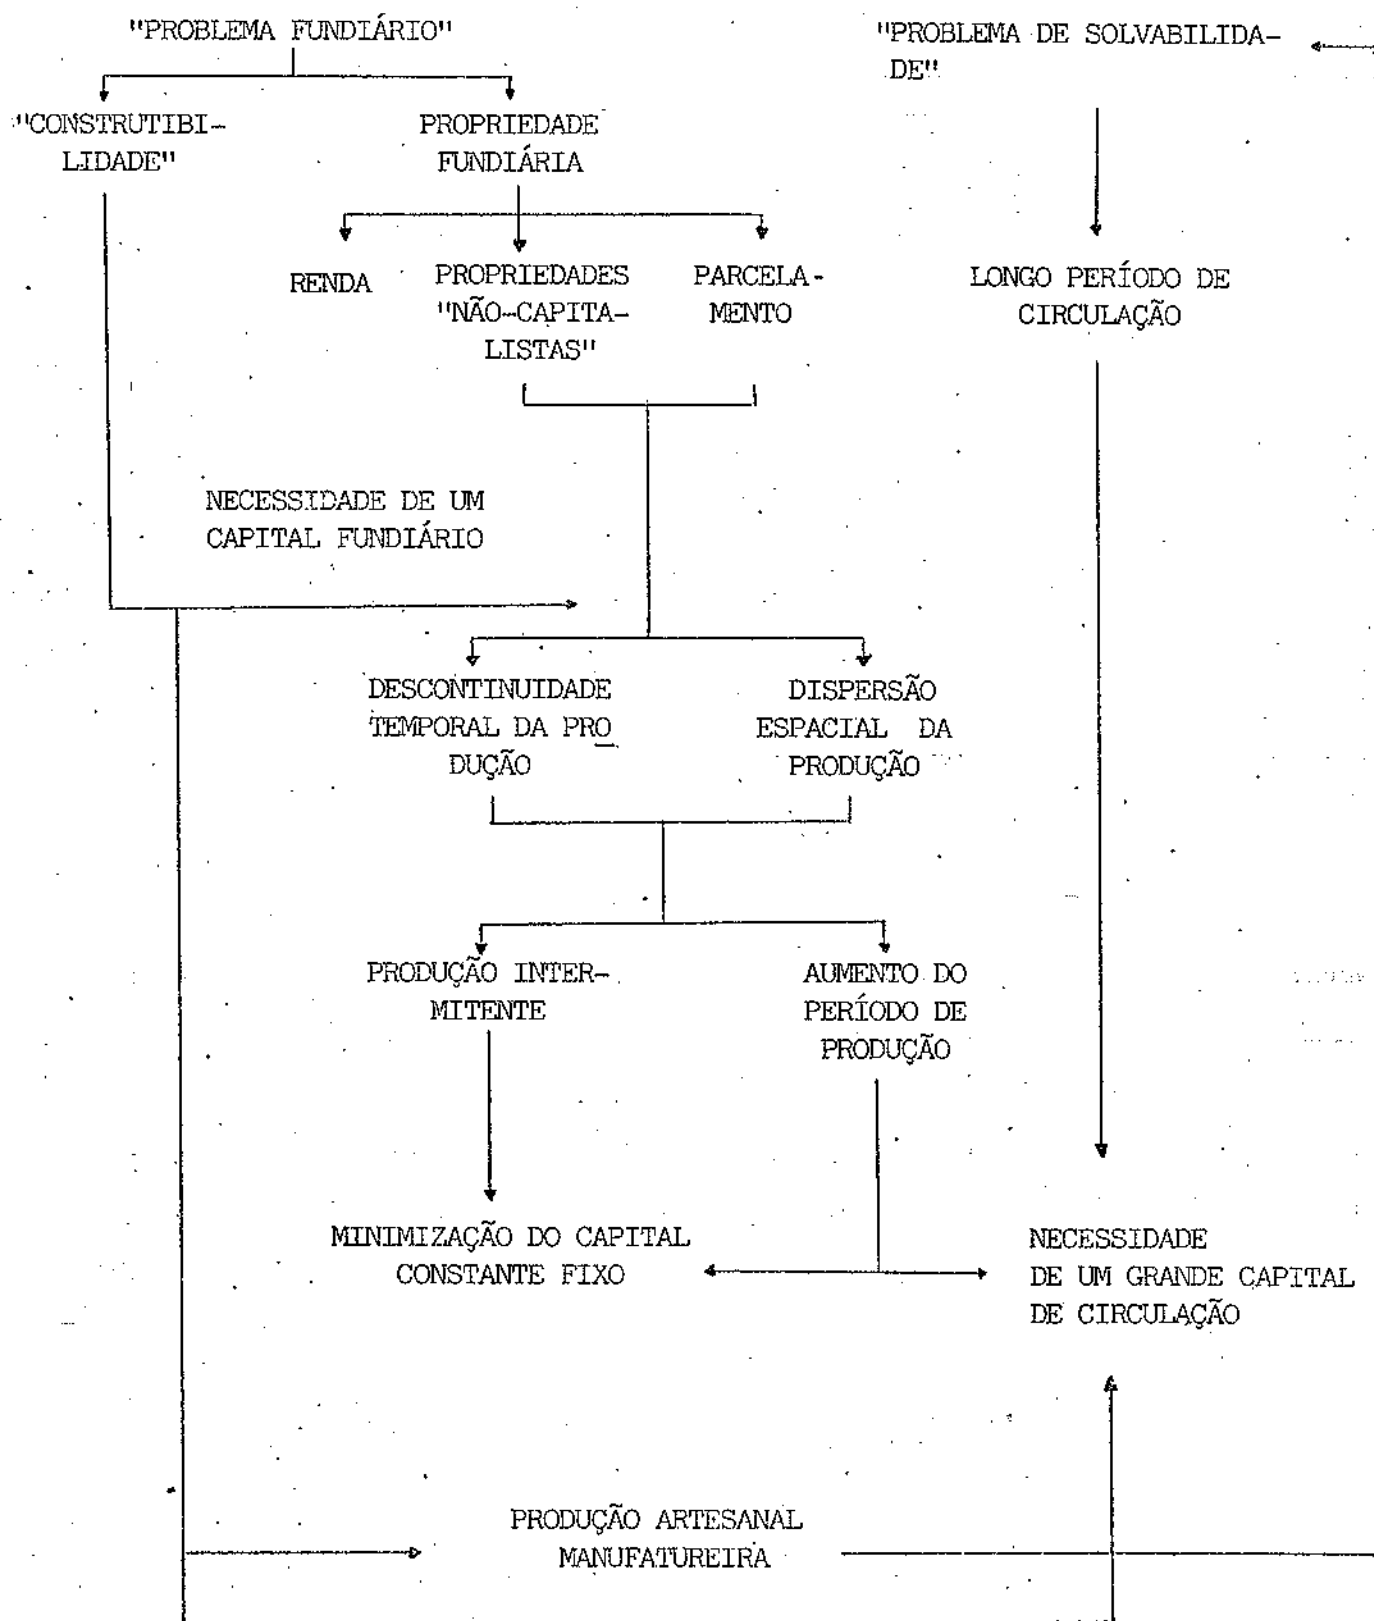 "PROBLEMA FUNDIÁRIO"
"PROBLEMA DE SOLVABILIDA-
DE"
"CONSTRUTIBI-
LIDADE"
PROPRIEDADE
FUNDIÁRIA
RENDA
PROPRIEDADES
"NÃO-CAPITA-
LISTAS"
PARCELA-
MENTO
LONGO PERÍODO DE
CIRCULAÇÃO
NECESSIDADE DE UM
CAPITAL FUNDIÁRIO
DESCONTINUIDADE
TEMPORAL DA PRO
DUÇÃO
DISPERSÃO
ESPACIAL DA
PRODUÇÃO
PRODUÇÃO INTER-
MITENTE
AUMENTO DO
PERÍODO DE
PRODUÇÃO
MINIMIZAÇÃO DO CAPITAL
CONSTANTE FIXO
NECESSIDADE
DE UM GRANDE CAPITAL
DE CIRCULAÇÃO
PRODUÇÃO ARTESANAL
MANUFATUREIRA